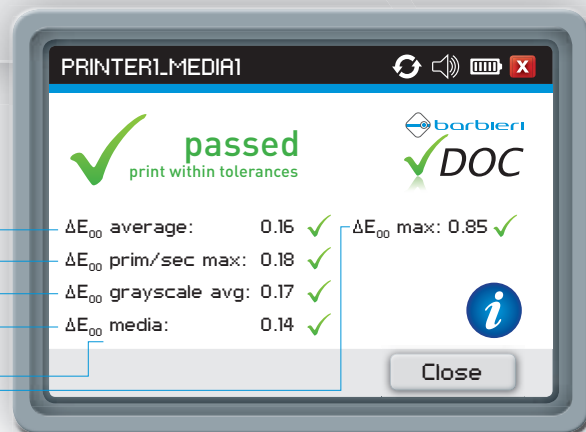 PRINTER1_MEDIA1
X
passed
print within tolerances
barbieri
DOC
ΔE₀₀ average: 0.16
ΔE₀₀ max: 0.85
ΔE₀₀ prim/sec max: 0.18
ΔE₀₀ grayscale avg: 0.17
ΔE₀₀ media: 0.14
i
Close